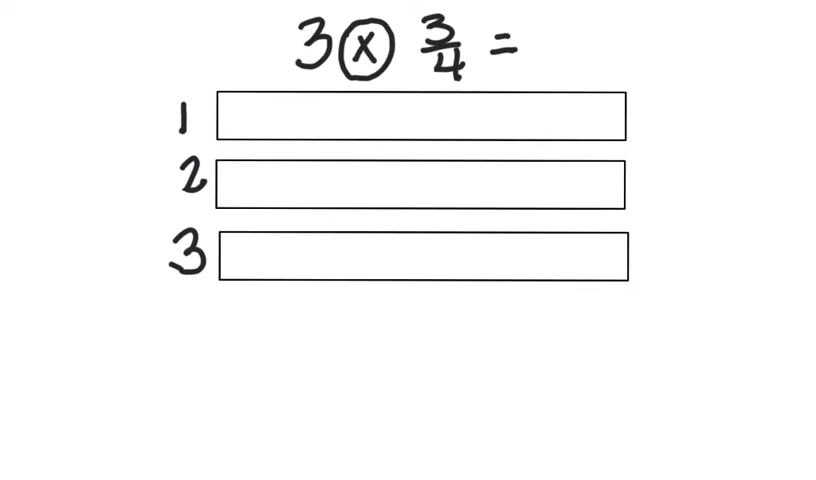 3 × 3/4 =
1
2
3